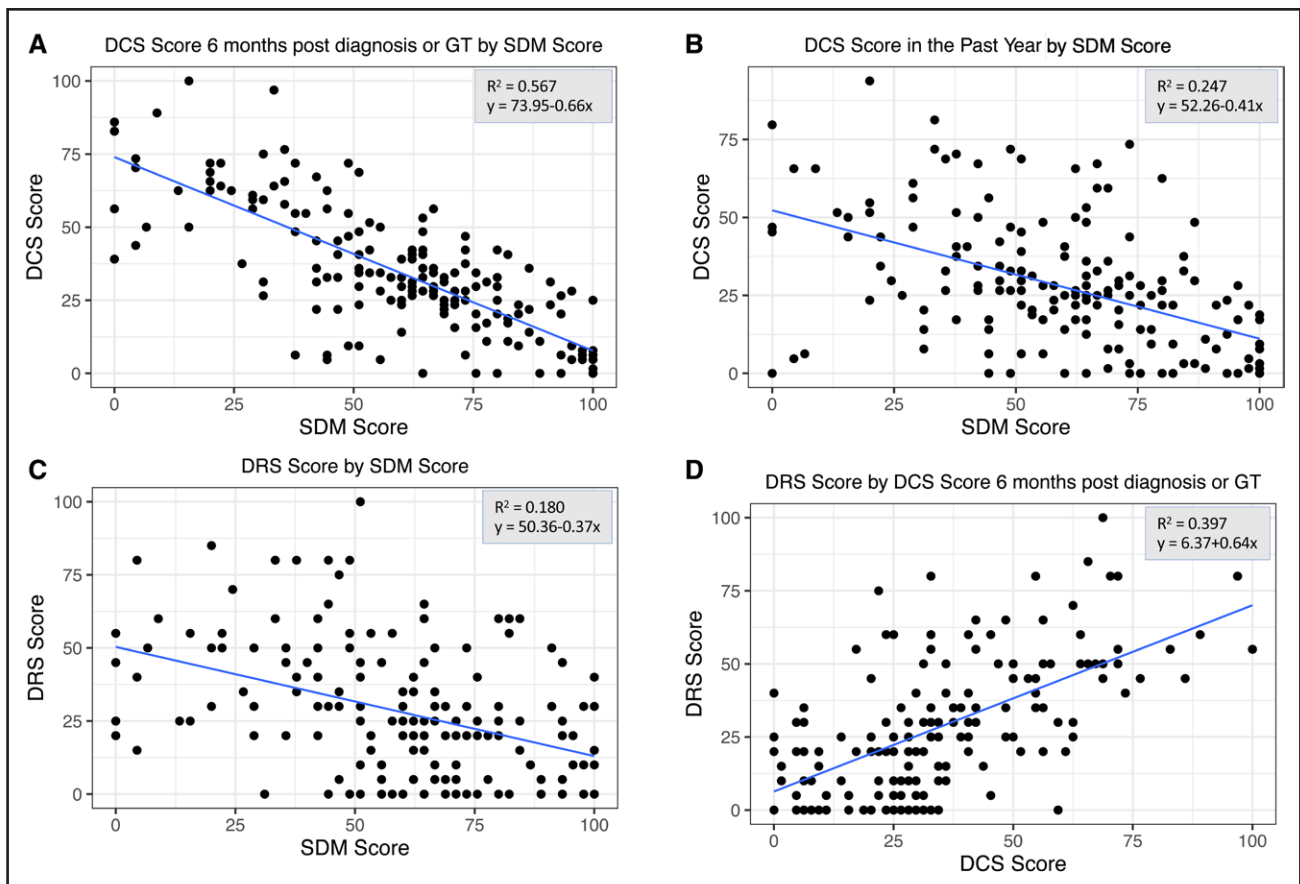 A
DCS Score 6 months post diagnosis or GT by SDM Score
R² = 0.567
y = 73.95-0.66x
100
75
50
25
0
DCS Score
0 25 50 75 100
SDM Score
B
DCS Score in the Past Year by SDM Score
R² = 0.247
y = 52.26-0.41x
75
50
25
0
DCS Score
0 25 50 75 100
SDM Score
C
DRS Score by SDM Score
R² = 0.180
y = 50.36-0.37x
100
75
50
25
0
DRS Score
0 25 50 75 100
SDM Score
D
DRS Score by DCS Score 6 months post diagnosis or GT
R² = 0.397
y = 6.37+0.64x
100
75
50
25
0
DRS Score
0 25 50 75 100
DCS Score